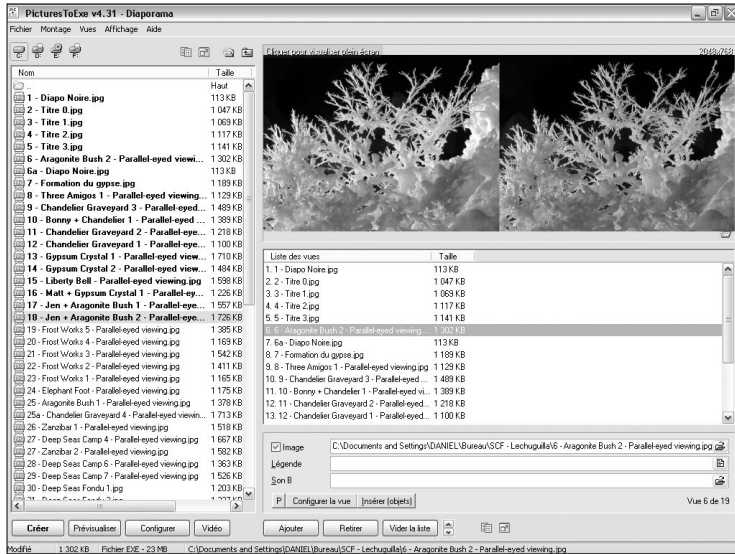 PicturesToExe v4.31 - Diaporama
Fichier Montage Vues Affichage Aide
C: D: E: F:
Cliquer pour visualiser plein écran 2048x768
Nom Taille
.. Haut
1 - Diapo Noire.jpg 113 KB
2 - Titre 0.jpg 1 047 KB
3 - Titre 1.jpg 1 069 KB
4 - Titre 2.jpg 1 117 KB
5 - Titre 3.jpg 1 141 KB
6 - Aragonite Bush 2 - Parallel-eyed viewi... 1 302 KB
6a - Diapo Noire.jpg 113 KB
7 - Formation du gypse.jpg 1 189 KB
8 - Three Amigos 1 - Parallel-eyed viewing... 1 129 KB
9 - Chandelier Graveyard 3 - Parallel-eyed... 1 489 KB
10 - Bonny + Chandelier 1 - Parallel-eyed ... 1 389 KB
11 - Chandelier Graveyard 2 - Parallel-eye... 1 218 KB
12 - Chandelier Graveyard 1 - Parallel-eye... 1 100 KB
13 - Gypsum Crystal 1 - Parallel-eyed view... 1 710 KB
14 - Gypsum Crystal 2 - Parallel-eyed view... 1 484 KB
15 - Liberty Bell - Parallel-eyed viewing.jpg 1 598 KB
16 - Matt + Gypsum Crystal 1 - Parallel-ey... 1 226 KB
17 - Jen + Aragonite Bush 1 - Parallel-eye... 1 557 KB
18 - Jen + Aragonite Bush 2 - Parallel-eye... 1 726 KB
19 - Frost Works 5 - Parallel-eyed viewing.jpg 1 385 KB
20 - Frost Works 4 - Parallel-eyed viewing.jpg 1 169 KB
21 - Frost Works 3 - Parallel-eyed viewing.jpg 1 542 KB
22 - Frost Works 2 - Parallel-eyed viewing.jpg 1 411 KB
23 - Frost Works 1 - Parallel-eyed viewing.jpg 1 165 KB
24 - Elephant Foot - Parallel-eyed viewing.jpg 1 175 KB
25 - Aragonite Bush 1 - Parallel-eyed viewing.jpg 1 378 KB
25a - Chandelier Graveyard 4 - Parallel-eyed viewin... 1 713 KB
26 - Zanzibar 1 - Parallel-eyed viewing.jpg 1 518 KB
27 - Deep Seas Camp 4 - Parallel-eyed viewing.jpg 1 667 KB
27 - Zanzibar 2 - Parallel-eyed viewing.jpg 1 582 KB
28 - Deep Seas Camp 6 - Parallel-eyed viewing.jpg 1 363 KB
29 - Deep Seas Camp 7 - Parallel-eyed viewing.jpg 1 526 KB
30 - Deep Seas Fondu 1.jpg 1 203 KB
31 - Deep Seas Fondu 2.jpg 1 227 KB
Liste des vues Taille
1. 1 - Diapo Noire.jpg 113 KB
2. 2 - Titre 0.jpg 1 047 KB
3. 3 - Titre 1.jpg 1 069 KB
4. 4 - Titre 2.jpg 1 117 KB
5. 5 - Titre 3.jpg 1 141 KB
6. 6 - Aragonite Bush 2 - Parallel-eyed viewing.... 1 302 KB
7. 6a - Diapo Noire.jpg 113 KB
8. 7 - Formation du gypse.jpg 1 189 KB
9. 8 - Three Amigos 1 - Parallel-eyed viewing.jpg 1 129 KB
10. 9 - Chandelier Graveyard 3 - Parallel-eyed ... 1 489 KB
11. 10 - Bonny + Chandelier 1 - Parallel-eyed vi... 1 389 KB
12. 11 - Chandelier Graveyard 2 - Parallel-eyed... 1 218 KB
13. 12 - Chandelier Graveyard 1 - Parallel-eyed... 1 100 KB
Image C:\Documents and Settings\DANIEL\Bureau\SCF - Lechuguilla\6 - Aragonite Bush 2 - Parallel-eyed viewing.jpg
Légende
Son B
P Configurer la vue Insérer (objets) Vue 6 de 19
Créer Prévisualiser Configurer Vidéo Ajouter Retirer Vider la liste
Modifié 1 302 KB Fichier EXE - 23 MB C:\Documents and Settings\DANIEL\Bureau\SCF - Lechuguilla\6 - Aragonite Bush 2 - Parallel-eyed viewing.jpg